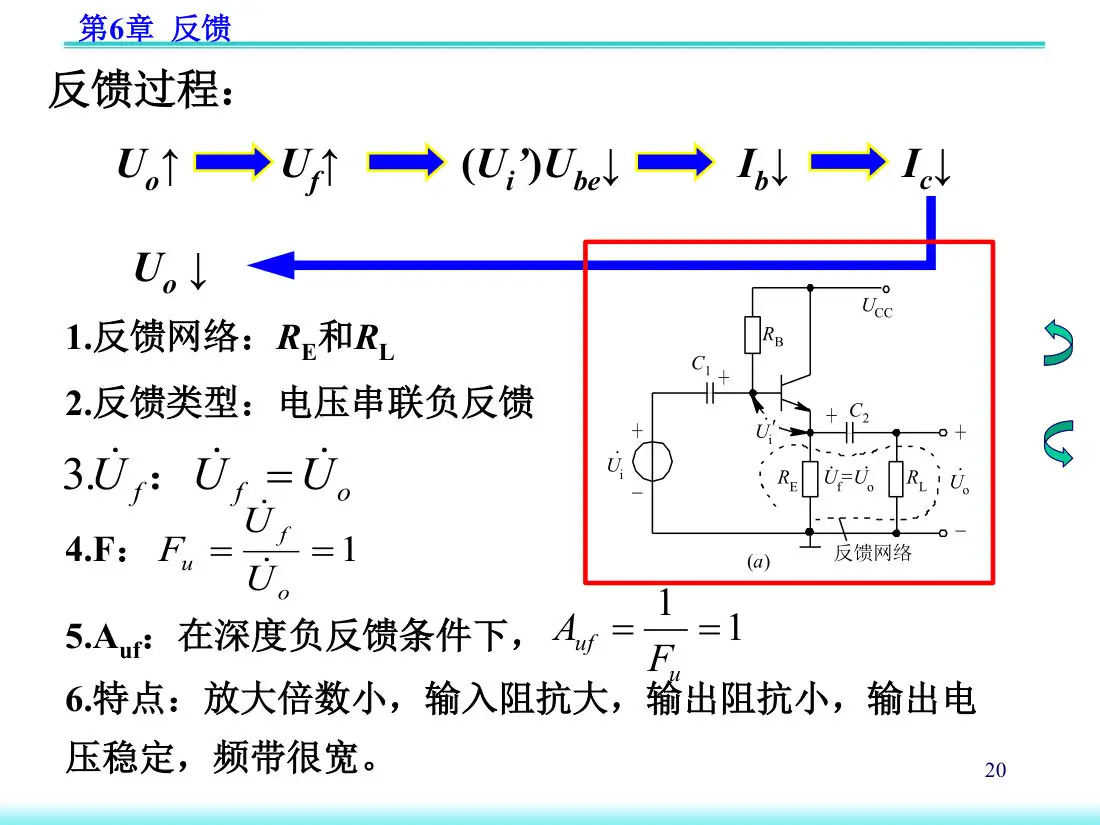 第6章 反馈
反馈过程：
Uo↑ Uf↑ (Ui’)Ube↓ Ib↓ Ic↓
Uo ↓
1.反馈网络：RE和RL
2.反馈类型：电压串联负反馈
3.U̇f：U̇f = U̇o
4.F：Fu = U̇f / U̇o = 1
5.Auf：在深度负反馈条件下，Auf = 1 / Fu = 1
6.特点：放大倍数小，输入阻抗大，输出阻抗小，输出电
压稳定，频带很宽。
UCC
RB
C1 +
+ C2
U̇i′
+ U̇i −
RE U̇f=U̇o RL
+ U̇o −
反馈网络
(a)
20